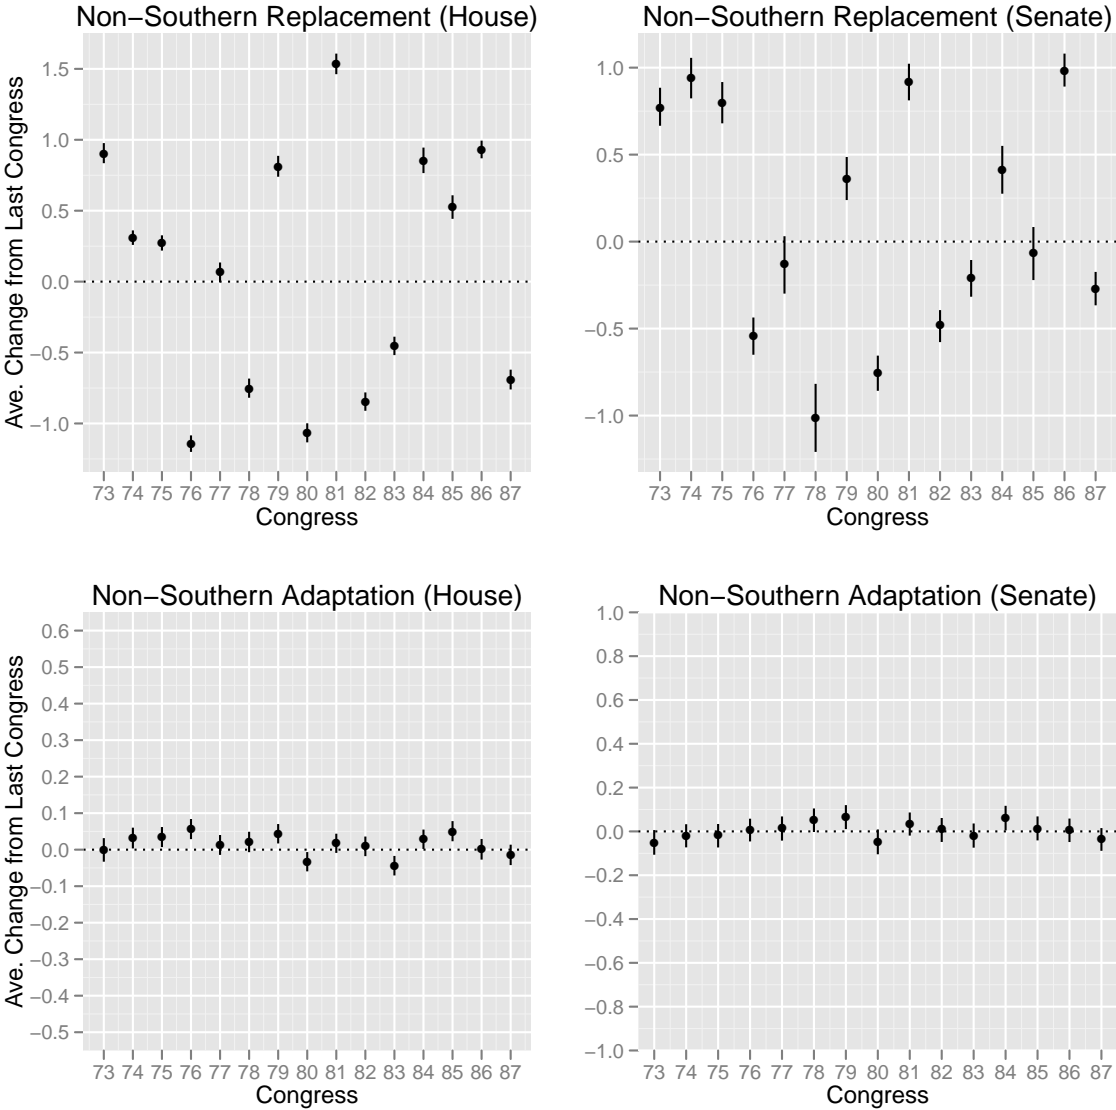 Non−Southern Replacement (House)
Ave. Change from Last Congress
1.5
1.0
0.5
0.0
−0.5
−1.0
73 74 75 76 77 78 79 80 81 82 83 84 85 86 87
Congress
Non−Southern Replacement (Senate)
1.0
0.5
0.0
−0.5
−1.0
73 74 75 76 77 78 79 80 81 82 83 84 85 86 87
Congress
Non−Southern Adaptation (House)
Ave. Change from Last Congress
0.6
0.5
0.4
0.3
0.2
0.1
0.0
−0.1
−0.2
−0.3
−0.4
−0.5
73 74 75 76 77 78 79 80 81 82 83 84 85 86 87
Congress
Non−Southern Adaptation (Senate)
1.0
0.8
0.6
0.4
0.2
0.0
−0.2
−0.4
−0.6
−0.8
−1.0
73 74 75 76 77 78 79 80 81 82 83 84 85 86 87
Congress